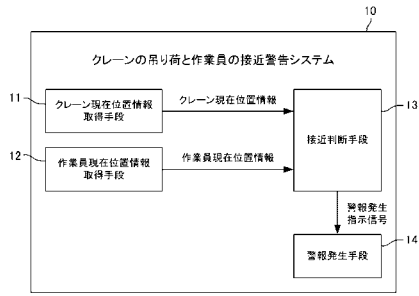 10
クレーンの吊り荷と作業員の接近警告システム
11
クレーン現在位置情報
取得手段
クレーン現在位置情報
13
接近判断手段
12
作業員現在位置情報
取得手段
作業員現在位置情報
警報発生
指示信号
14
警報発生手段